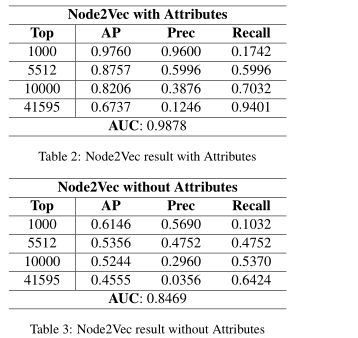 Node2Vec with Attributes
Top AP Prec Recall
1000 0.9760 0.9600 0.1742
5512 0.8757 0.5996 0.5996
10000 0.8206 0.3876 0.7032
41595 0.6737 0.1246 0.9401
AUC: 0.9878
Table 2: Node2Vec result with Attributes
Node2Vec without Attributes
Top AP Prec Recall
1000 0.6146 0.5690 0.1032
5512 0.5356 0.4752 0.4752
10000 0.5244 0.2960 0.5370
41595 0.4555 0.0356 0.6424
AUC: 0.8469
Table 3: Node2Vec result without Attributes